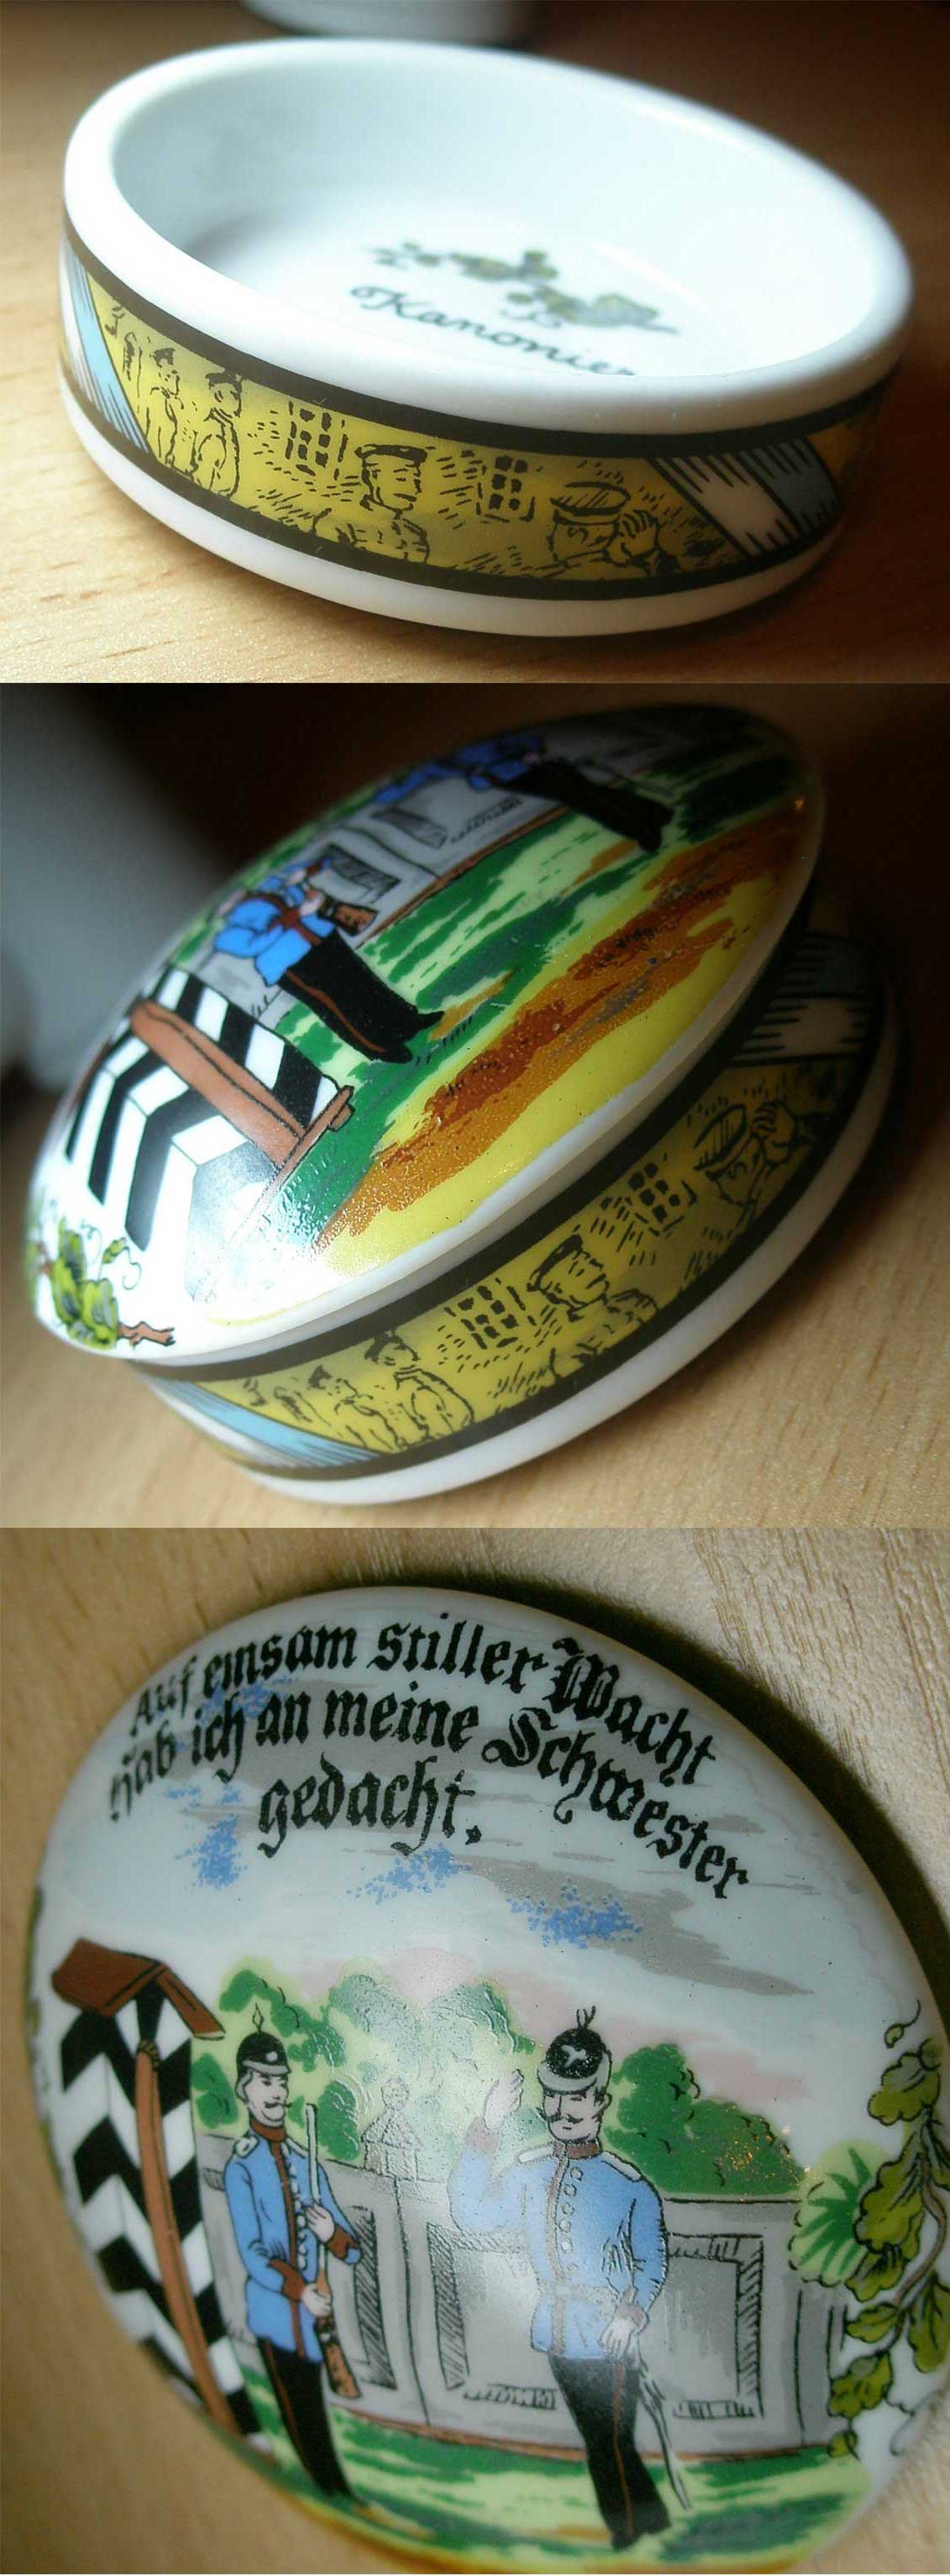 Kanonier
Auf einsam stiller Wacht
hab ich an meine Schwester
gedacht.